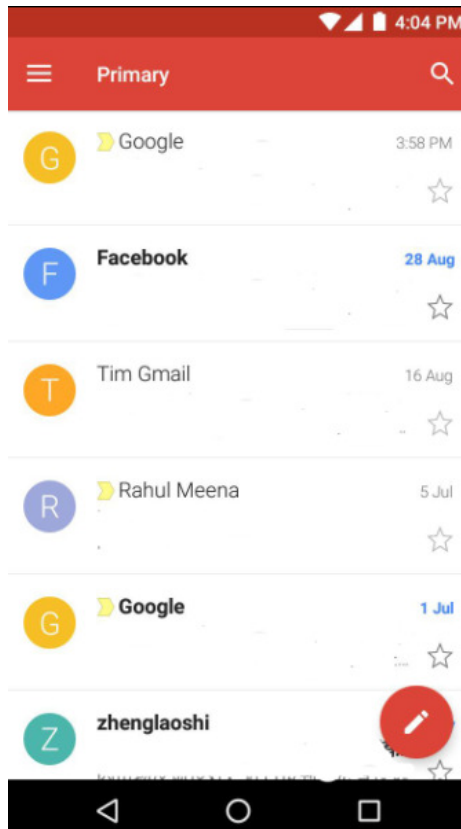 4:04 PM
Primary
G
Google
3:58 PM
F
Facebook
28 Aug
T
Tim Gmail
16 Aug
R
Rahul Meena
5 Jul
G
Google
1 Jul
Z
zhenglaoshi